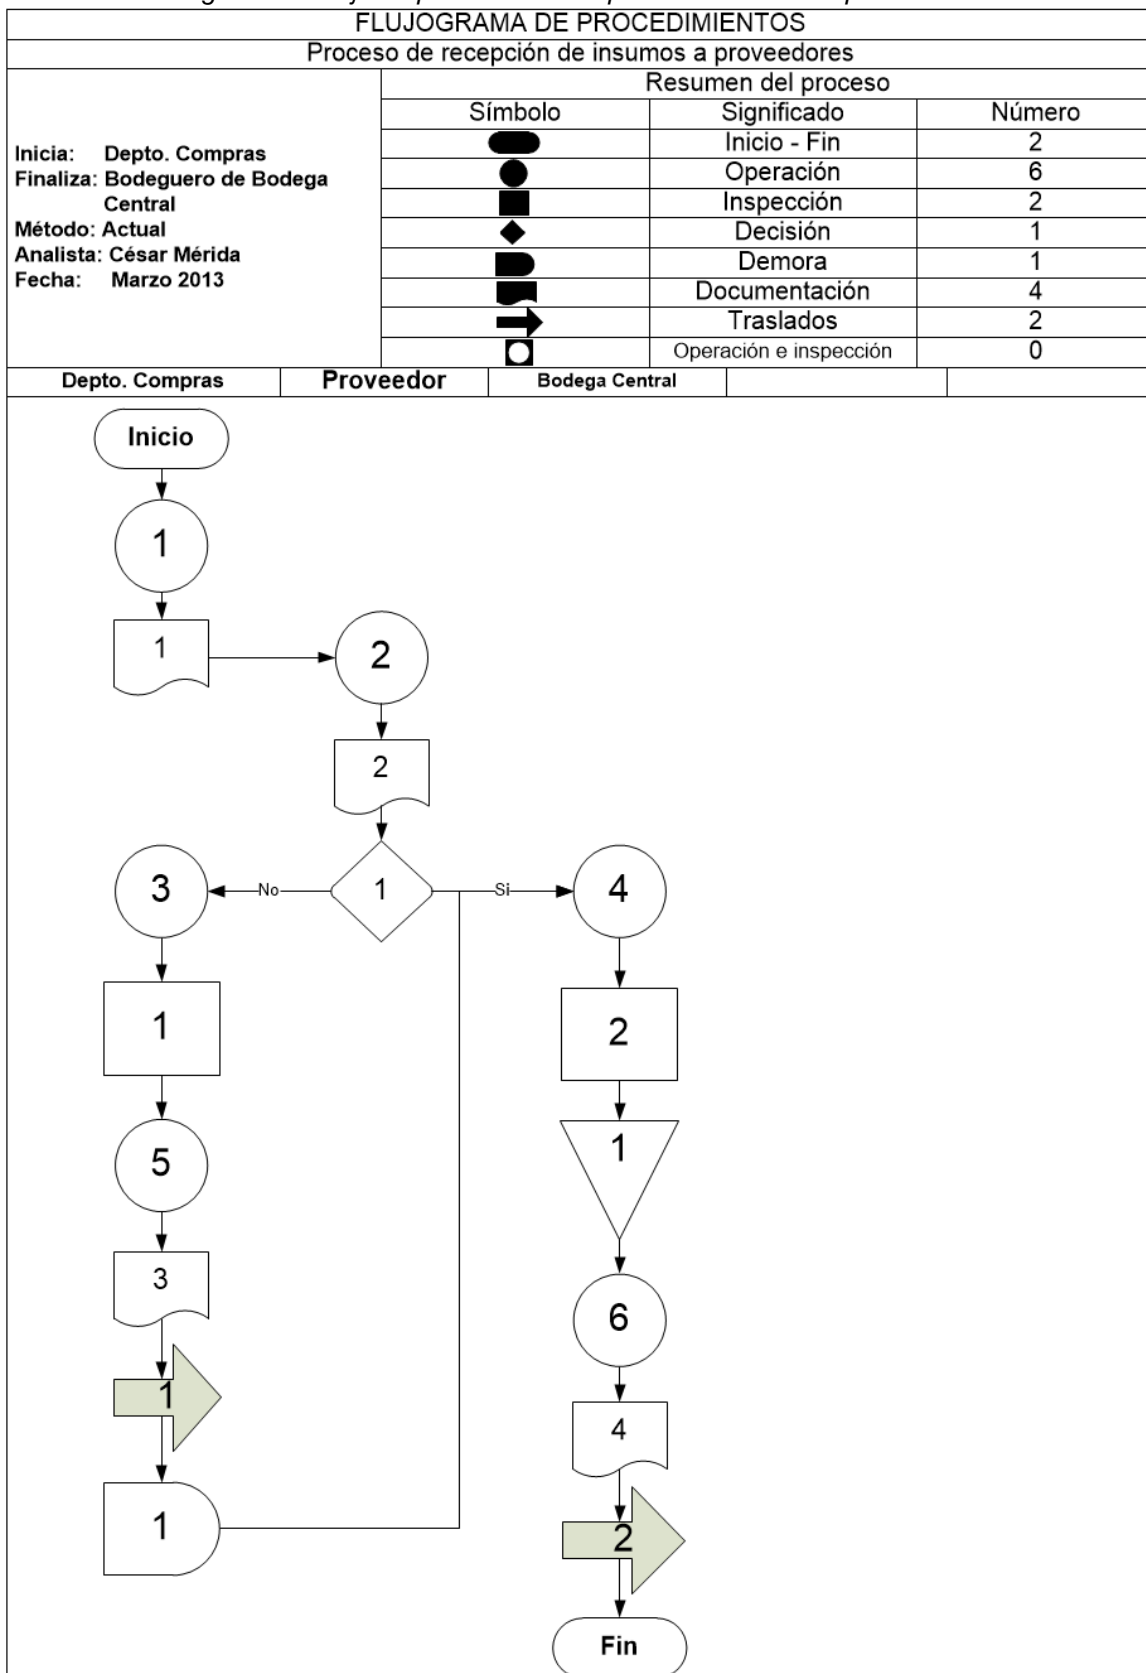 FLUJOGRAMA DE PROCEDIMIENTOS
Proceso de recepción de insumos a proveedores
Inicia: Depto. Compras
Finaliza: Bodeguero de Bodega
Central
Método: Actual
Analista: César Mérida
Fecha: Marzo 2013
Resumen del proceso
Símbolo Significado Número
Inicio - Fin 2
Operación 6
Inspección 2
Decisión 1
Demora 1
Documentación 4
Traslados 2
Operación e inspección 0
Depto. Compras Proveedor Bodega Central
Inicio
1
1
2
2
3 No 1 Si 4
1
2
5
1
3
6
1
4
1
2
Fin